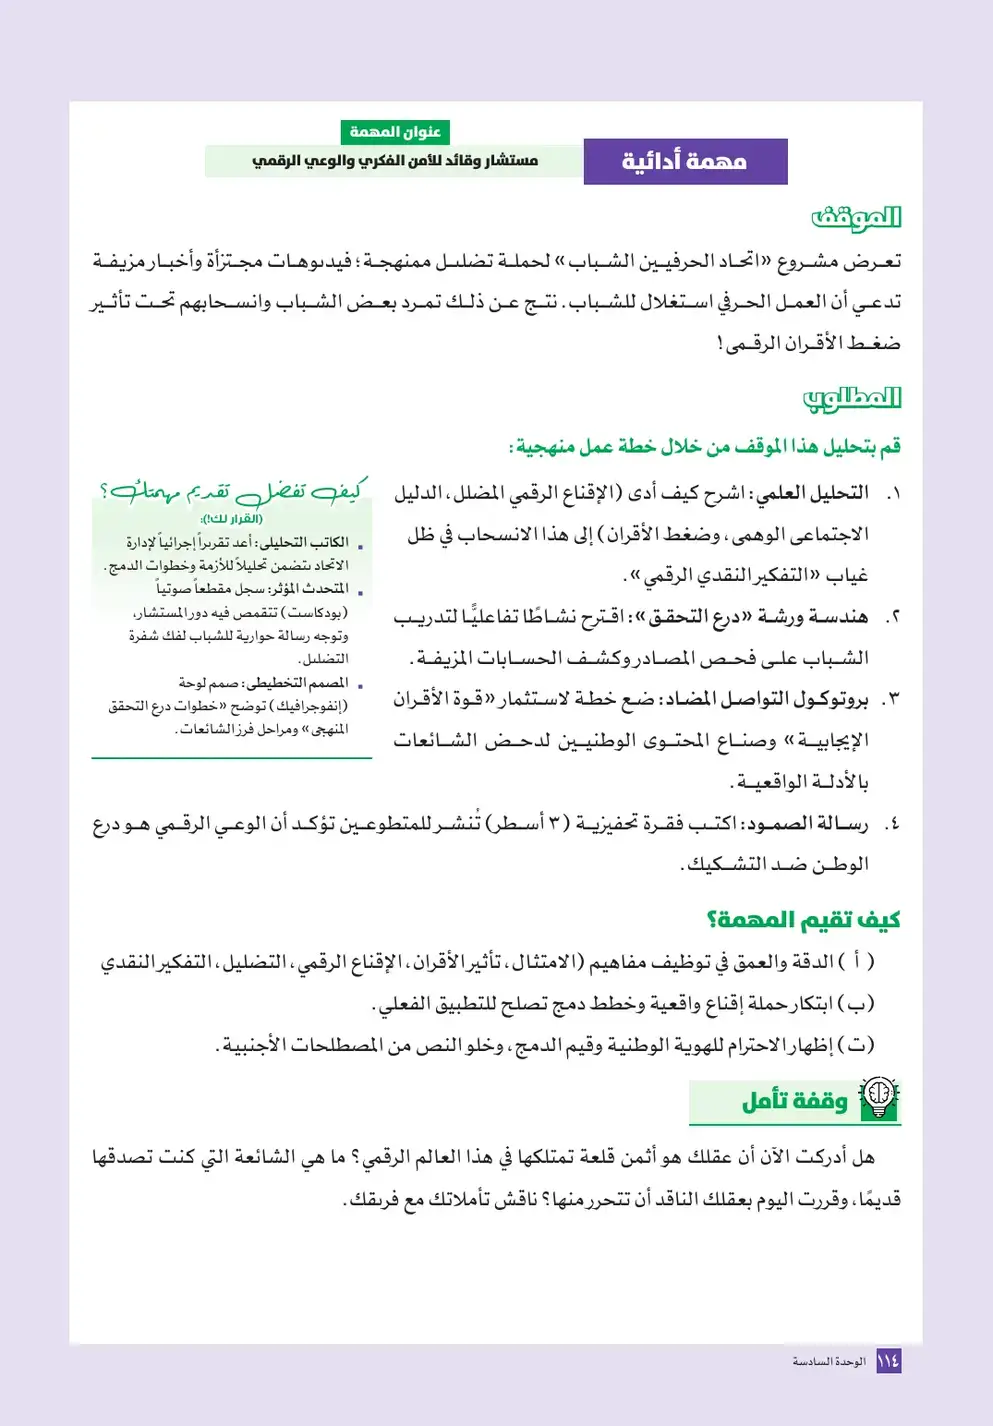 عنوان المهمة
مهمة أدائية
مستشار وقائد للأمن الفكري والوعي الرقمي
الموقف
تعرض مشروع «اتحاد الحرفيين الشباب» لحملة تضليل ممنهجة؛ فيديوهات مجتزأة وأخبار مزيفة
تدعي أن العمل الحرفي استغلال للشباب. نتج عن ذلك تمرد بعض الشباب وانسحابهم تحت تأثير
ضغط الأقران الرقمي!
المطلوب
قم بتحليل هذا الموقف من خلال خطة عمل منهجية:
١. التحليل العلمي: اشرح كيف أدى (الإقناع الرقمي المضلل، الدليل
الاجتماعي الوهمي، وضغط الأقران) إلى هذا الانسحاب في ظل
غياب «التفكير النقدي الرقمي».
٢. هندسة ورشة «درع التحقق»: اقترح نشاطًا تفاعليًّا لتدريب
الشباب على فحص المصادر وكشف الحسابات المزيفة.
٣. بروتوكول التواصل المضاد: ضع خطة لاستثمار «قوة الأقران
الإيجابية» وصناع المحتوى الوطنيين لدحض الشائعات
بالأدلة الواقعية.
٤. رسالة الصمود: اكتب فقرة تحفيزية (٣ أسطر) تُنشر للمتطوعين تؤكد أن الوعي الرقمي هو درع
الوطن ضد التشكيك.
كيف تفضل تقديم مهمتك؟
(القرار لك!):
▪ الكاتب التحليلي: أعد تقريراً إجرائياً لإدارة
الاتحاد يتضمن تحليلاً للأزمة وخطوات الدمج.
▪ المتحدث المؤثر: سجل مقطعاً صوتياً
(بودكاست) تتقمص فيه دور المستشار،
وتوجه رسالة حوارية للشباب لفك شفرة
التضليل.
▪ المصمم التخطيطي: صمم لوحة
(إنفوجرافيك) توضح «خطوات درع التحقق
المنهجي» ومراحل فرز الشائعات.
كيف تقيم المهمة؟
( أ ) الدقة والعمق في توظيف مفاهيم (الامتثال، تأثير الأقران، الإقناع الرقمي، التضليل، التفكير النقدي
(ب) ابتكار حملة إقناع واقعية وخطط دمج تصلح للتطبيق الفعلي.
(ت) إظهار الاحترام للهوية الوطنية وقيم الدمج، وخلو النص من المصطلحات الأجنبية.
وقفة تأمل
هل أدركت الآن أن عقلك هو أثمن قلعة تمتلكها في هذا العالم الرقمي؟ ما هي الشائعة التي كنت تصدقها
قديمًا، وقررت اليوم بعقلك الناقد أن تتحرر منها؟ ناقش تأملاتك مع فريقك.
١١٤ الوحدة السادسة